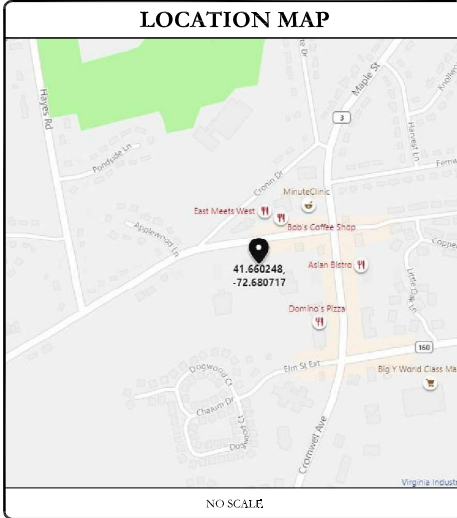 LOCATION MAP
Hayes Rd
Maple St
3
Harvest Ln
Pondside Ln
Cronin Dr
MinuteClinic
East Meets West
Bob's Coffee Shop
Applewood Ln
41.660248,
-72.680717
Asian Bistro
Little Oak Ln
Domino's Pizza
160
Elm St Ext
Dogwood Ct
Big Y World Class Ma
Chatum Dr
Cromwell Ave
Virginia Indust
NO SCALE